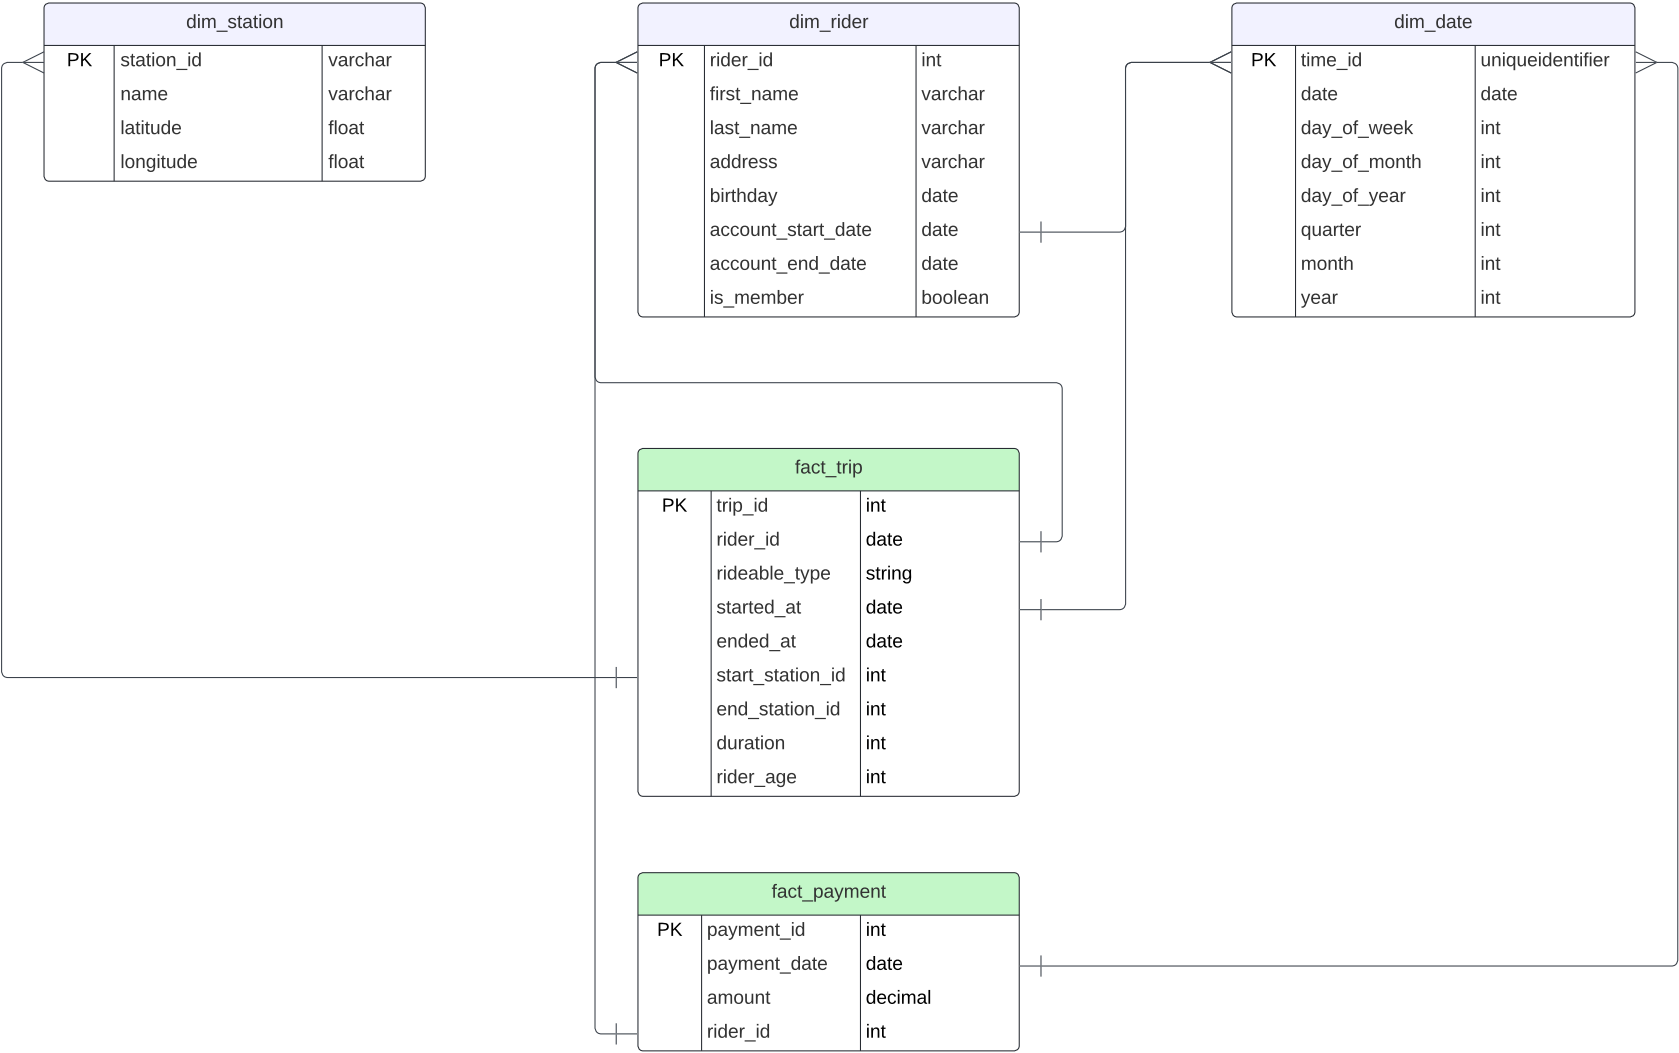 dim_station
PK station_id varchar
name varchar
latitude float
longitude float
dim_rider
PK rider_id int
first_name varchar
last_name varchar
address varchar
birthday date
account_start_date date
account_end_date date
is_member boolean
dim_date
PK time_id uniqueidentifier
date date
day_of_week int
day_of_month int
day_of_year int
quarter int
month int
year int
fact_trip
PK trip_id int
rider_id date
rideable_type string
started_at date
ended_at date
start_station_id int
end_station_id int
duration int
rider_age int
fact_payment
PK payment_id int
payment_date date
amount decimal
rider_id int